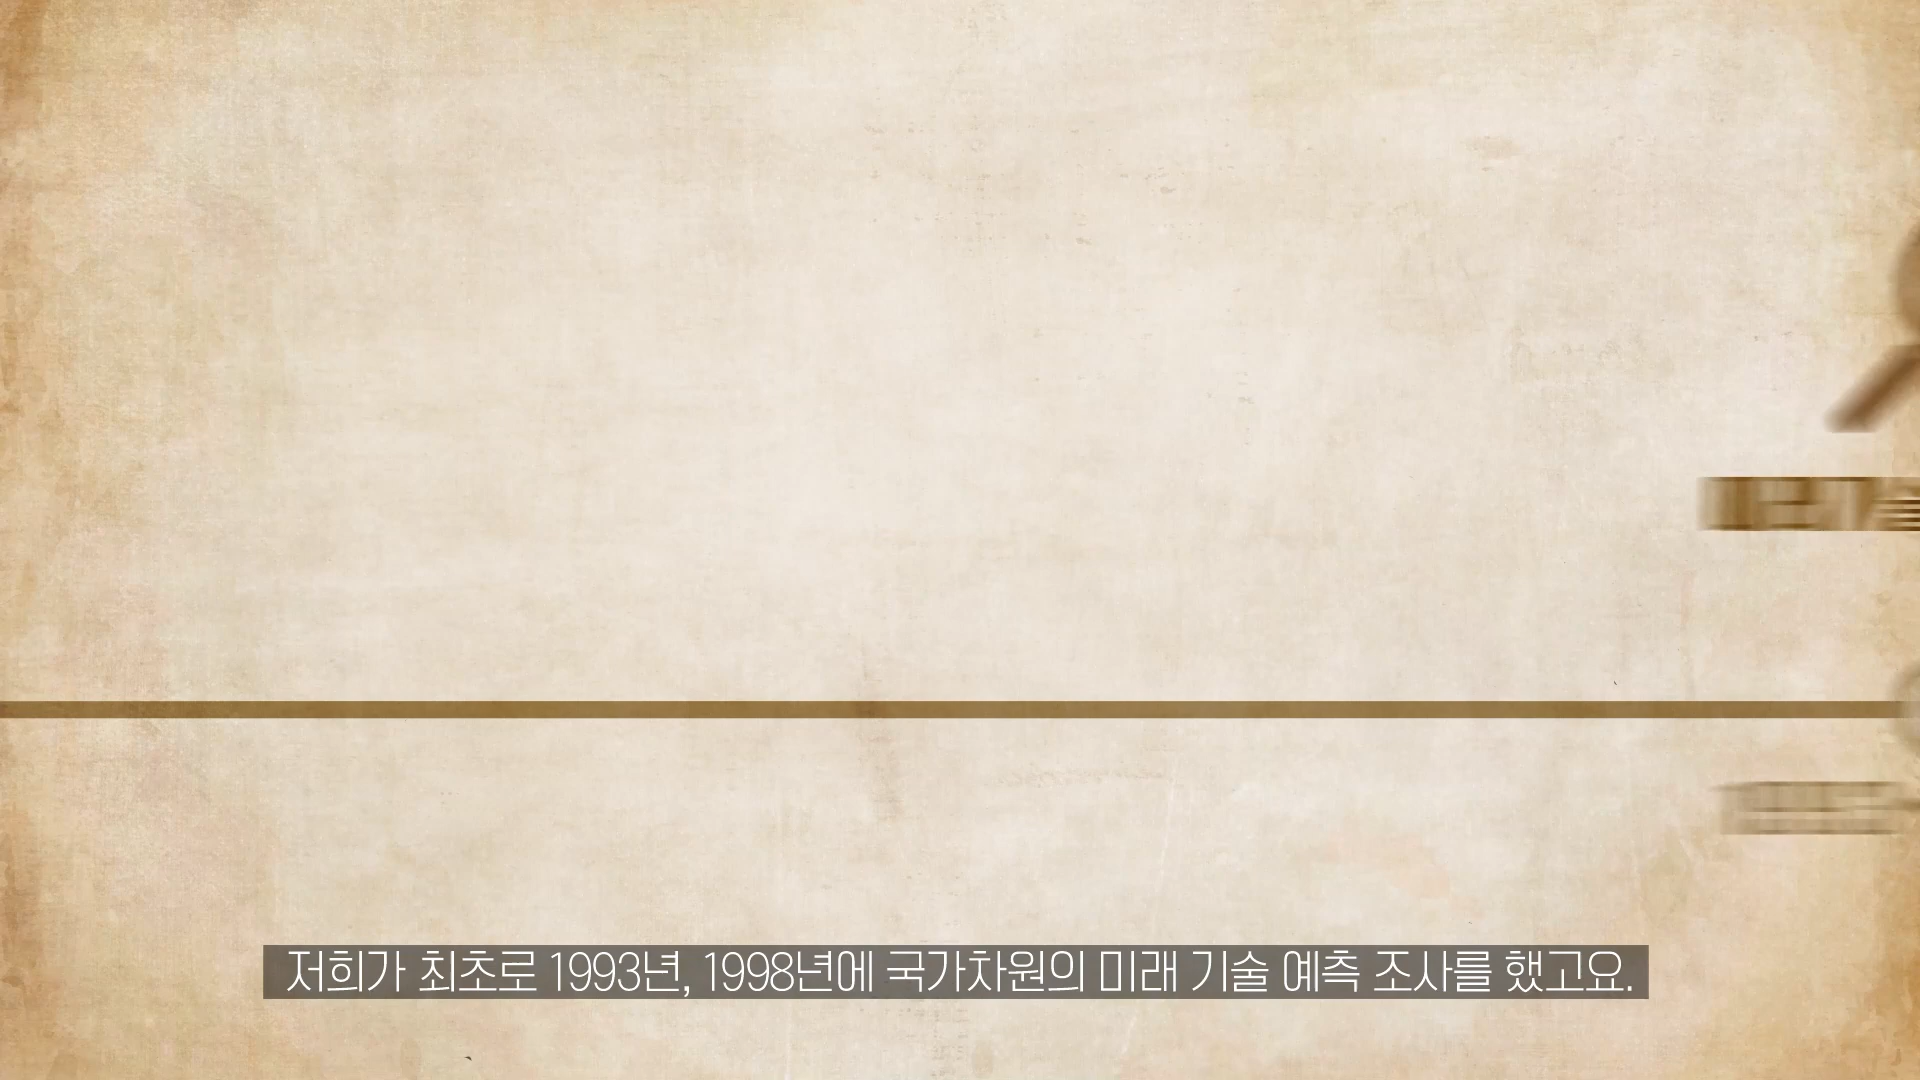 저희가 최초로 1993년, 1998년에 국가차원의 미래 기술 예측 조사를 했고요.